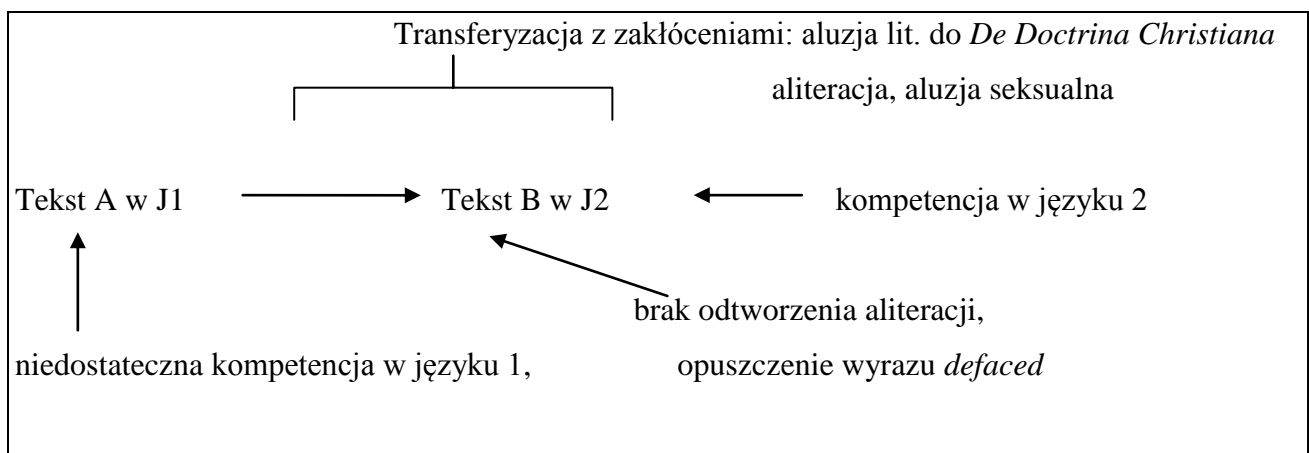 Transferyzacja z zakłóceniami: aluzja lit. do De Doctrina Christiana
aliteracja, aluzja seksualna
Tekst A w J1
Tekst B w J2
kompetencja w języku 2
brak odtworzenia aliteracji,
niedostateczna kompetencja w języku 1,
opuszczenie wyrazu defaced